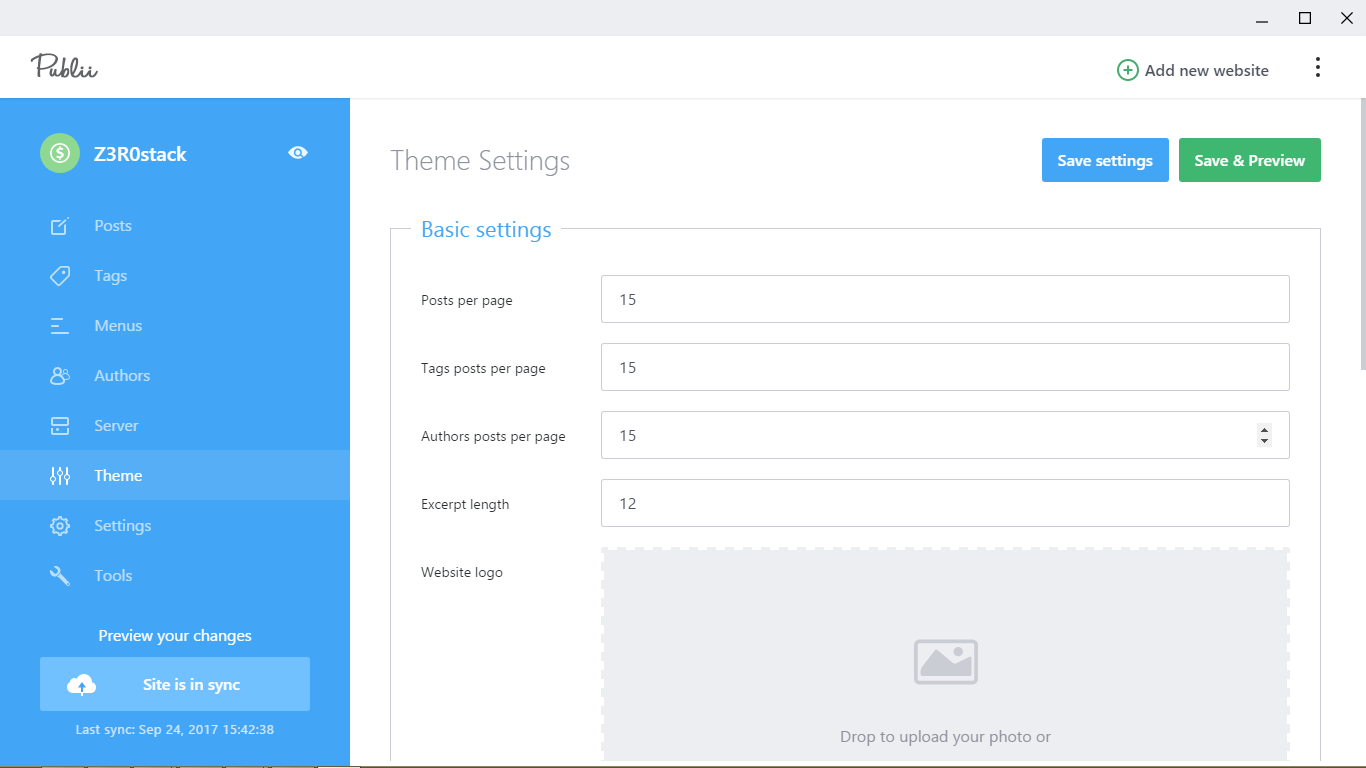 Publii
Add new website
Z3R0stack
Posts
Tags
Menus
Authors
Server
Theme
Settings
Tools
Preview your changes
Site is in sync
Last sync: Sep 24, 2017 15:42:38
Theme Settings
Save settings
Save & Preview
Basic settings
Posts per page
15
Tags posts per page
15
Authors posts per page
15
Excerpt length
12
Website logo
Drop to upload your photo or